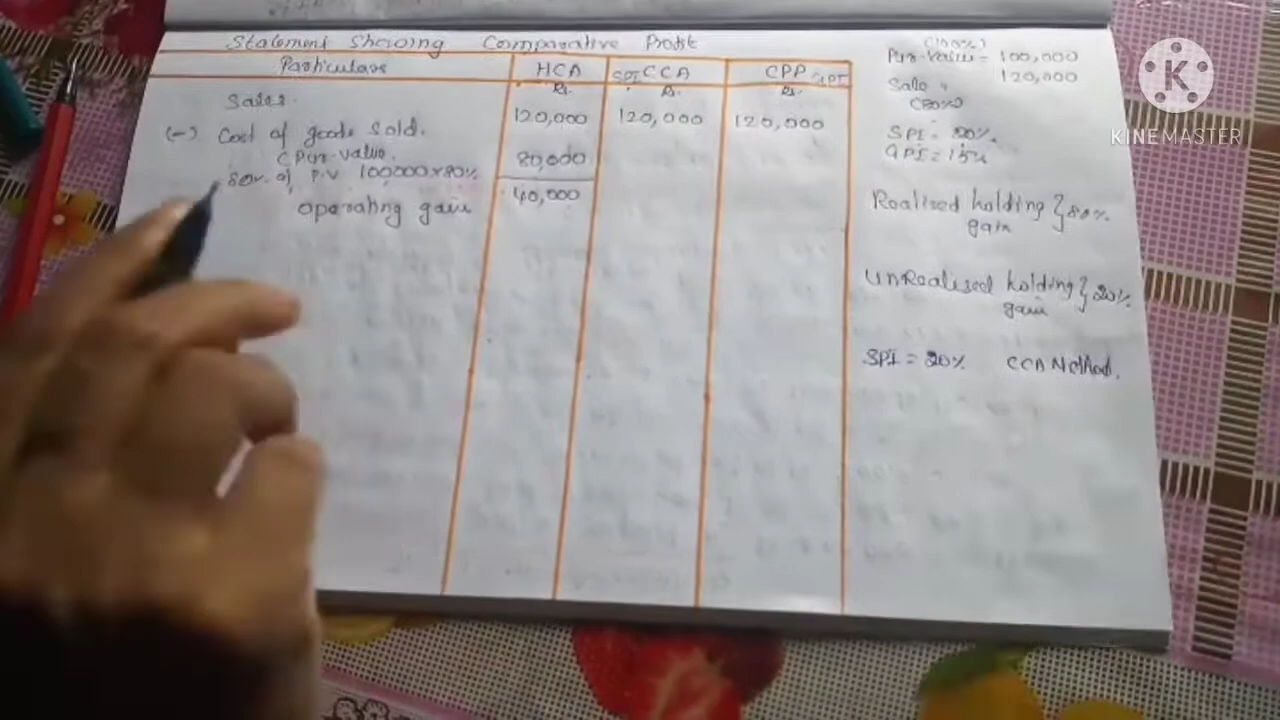 Statement Showing Comparative Profit
Particulars HCA SPI CCA CPP GPI
Rs. Rs. Rs.
Sales. 120,000 120,000 120,000
(-) Cost of goods sold.
(Pur. Value. 80,000
80% of P.V 100,000 x 80%
Operating gain 40,000
(100%)
Pur. Value = 100,000
Sale " 120,000
(80%)
SPI = 20%
GPI = 15%
Realised holding } 80%
gain
UnRealised holding } 20%
gain
SPI = 20% CCA Method.
K
KINEMASTER